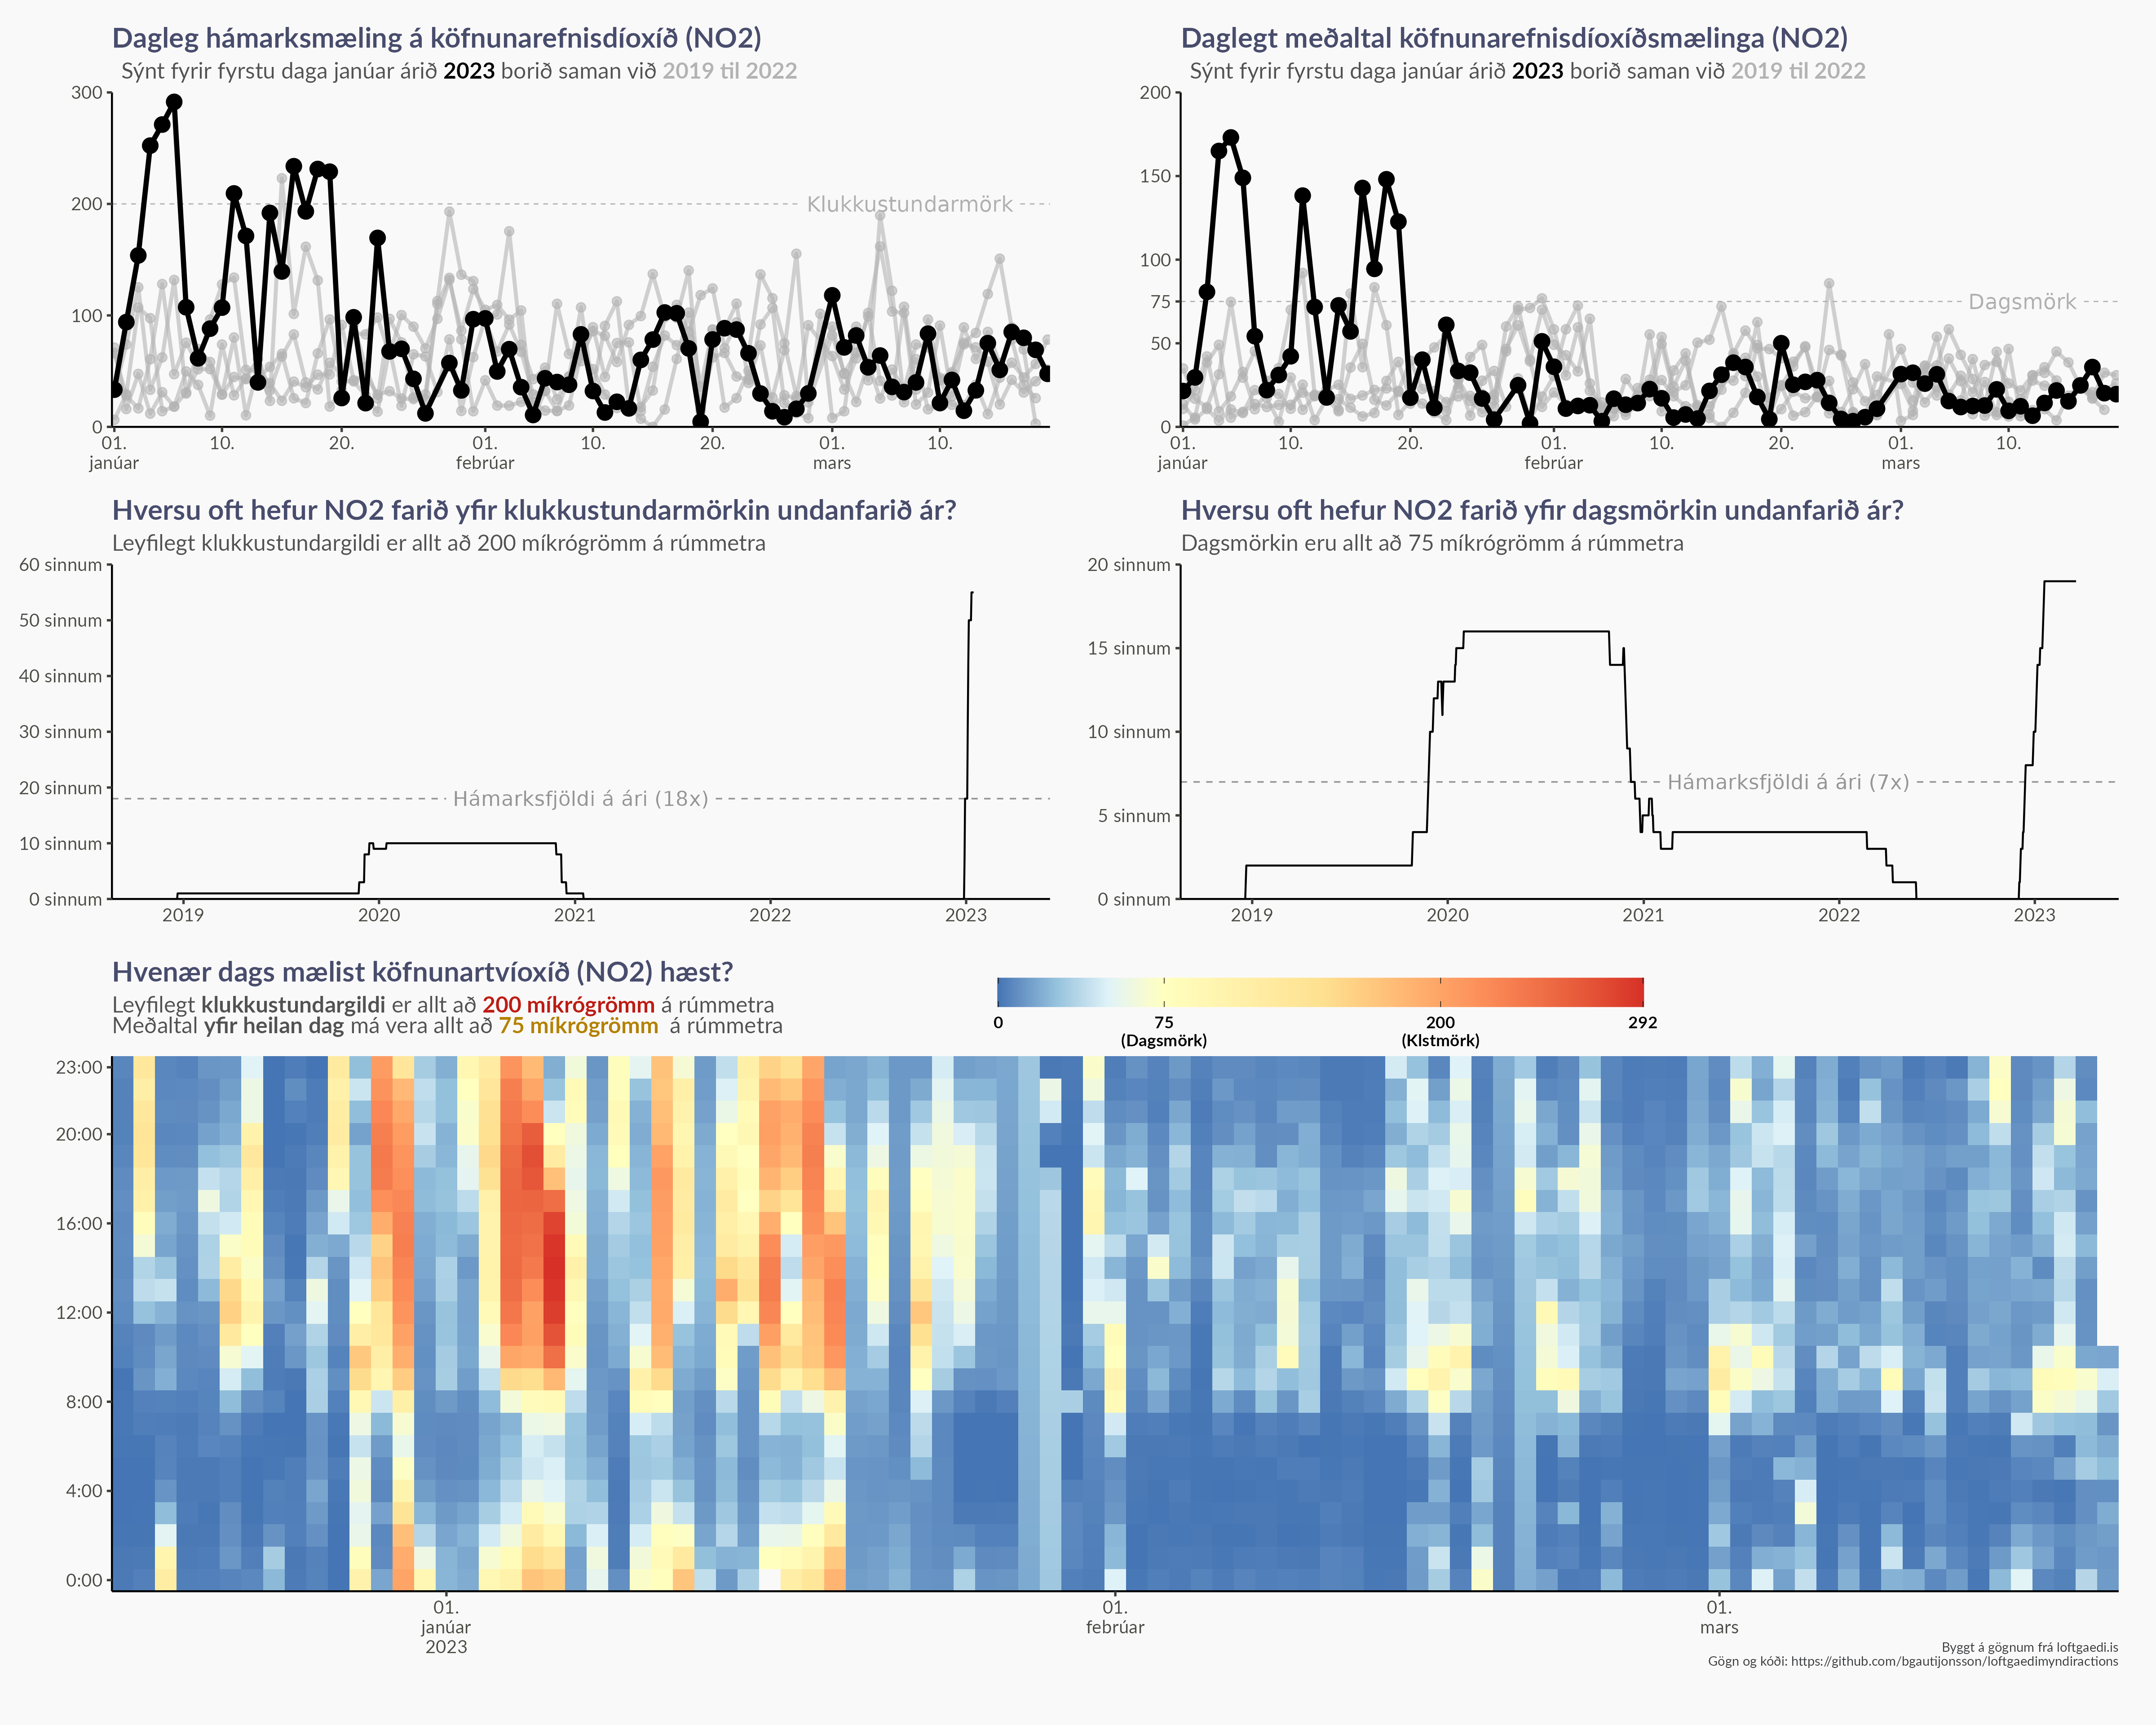 Dagleg hámarksmæling á köfnunarefnisdíoxíð (NO2)
Sýnt fyrir fyrstu daga janúar árið 2023 borið saman við 2019 til 2022
300
200
100
0
Klukkustundarmörk
01.
janúar
10.
20.
01.
febrúar
10.
20.
01.
mars
10.
Daglegt meðaltal köfnunarefnisdíoxíðsmælinga (NO2)
Sýnt fyrir fyrstu daga janúar árið 2023 borið saman við 2019 til 2022
200
150
100
75
50
0
Dagsmörk
01.
janúar
10.
20.
01.
febrúar
10.
20.
01.
mars
10.
Hversu oft hefur NO2 farið yfir klukkustundarmörkin undanfarið ár?
Leyfilegt klukkustundargildi er allt að 200 míkrógrömm á rúmmetra
60 sinnum
50 sinnum
40 sinnum
30 sinnum
20 sinnum
10 sinnum
0 sinnum
Hámarksfjöldi á ári (18x)
2019
2020
2021
2022
2023
Hversu oft hefur NO2 farið yfir dagsmörkin undanfarið ár?
Dagsmörkin eru allt að 75 míkrógrömm á rúmmetra
20 sinnum
15 sinnum
10 sinnum
5 sinnum
0 sinnum
Hámarksfjöldi á ári (7x)
2019
2020
2021
2022
2023
Hvenær dags mælist köfnunartvíoxíð (NO2) hæst?
Leyfilegt klukkustundargildi er allt að 200 míkrógrömm á rúmmetra
Meðaltal yfir heilan dag má vera allt að 75 míkrógrömm á rúmmetra
0
75
(Dagsmörk)
200
(Klstmörk)
292
23:00
20:00
16:00
12:00
8:00
4:00
0:00
01.
janúar
2023
01.
febrúar
01.
mars
Byggt á gögnum frá loftgaedi.is
Gögn og kóði: https://github.com/bgautijonsson/loftgaedimyndiractions